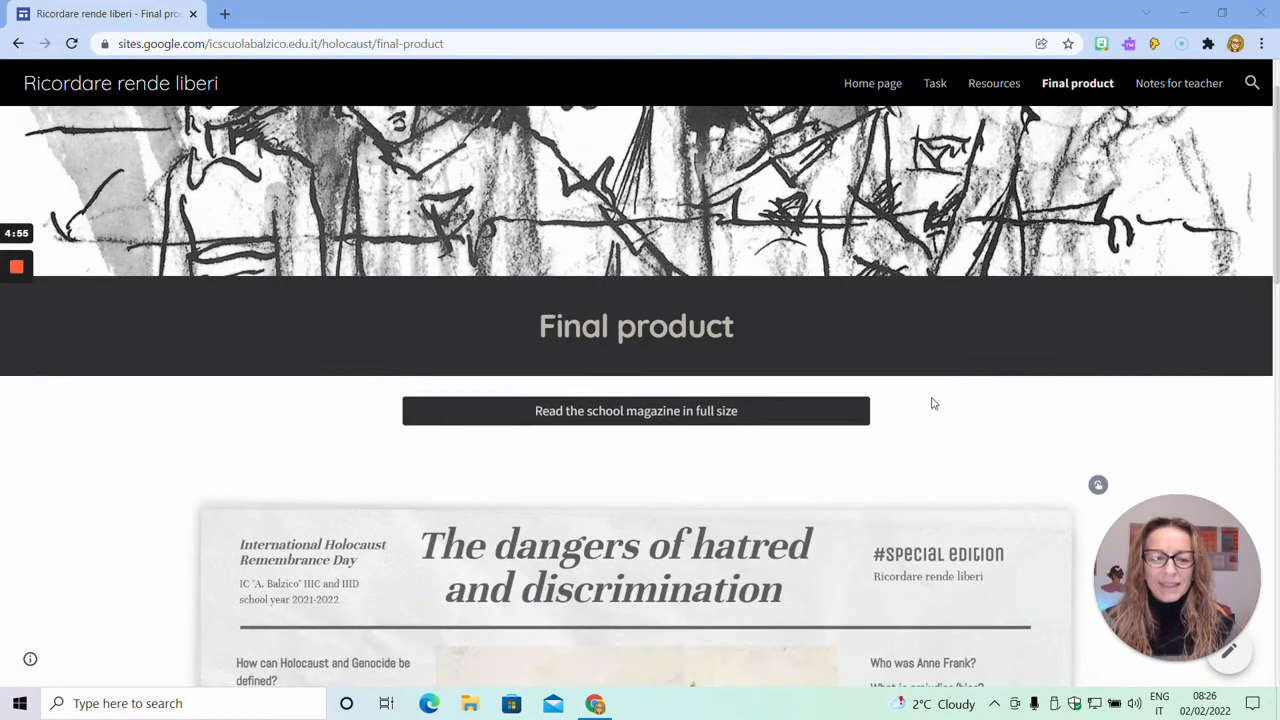 Ricordare rende liberi - Final pro
sites.google.com/icscuolabalzico.edu.it/holocaust/final-product
Ricordare rende liberi
Home page
Task
Resources
Final product
Notes for teacher
4:55
Final product
Read the school magazine in full size
International Holocaust
Remembrance Day
IC "A. Balzico" IIIC and IIID
school year 2021-2022
The dangers of hatred
and discrimination
#SPECIAL EDITION
Ricordare rende liberi
How can Holocaust and Genocide be
defined?
Who was Anne Frank?
What is prejudice/bias?
Type here to search
2°C Cloudy
ENG
IT
08:26
02/02/2022